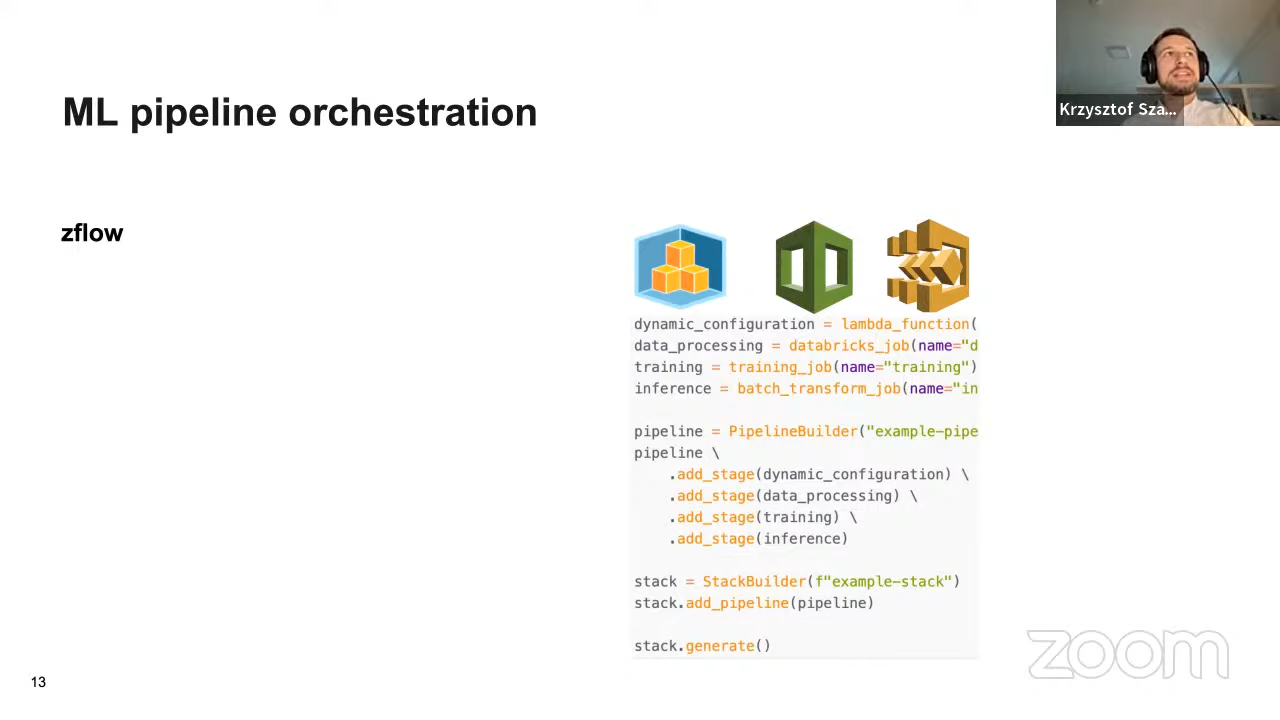 Krzysztof Sza...
ML pipeline orchestration
zflow
dynamic_configuration = lambda_function(
data_processing = databricks_job(name="d
training = training_job(name="training")
inference = batch_transform_job(name="in
pipeline = PipelineBuilder("example-pipe
pipeline \
.add_stage(dynamic_configuration) \
.add_stage(data_processing) \
.add_stage(training) \
.add_stage(inference)
stack = StackBuilder(f"example-stack")
stack.add_pipeline(pipeline)
stack.generate()
zoom
13